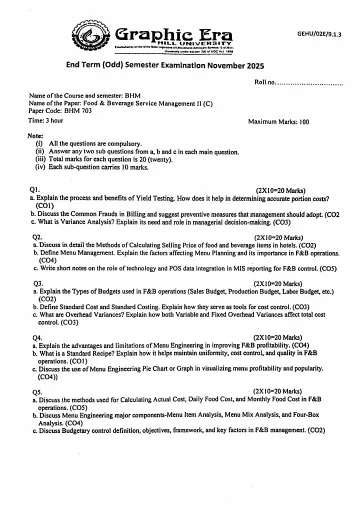 GEHU/02E/9.1.3
Graphic Era
HILL UNIVERSITY
End Term (Odd) Semester Examination November 2025
Roll no..............................
Name of the Course and semester: BHM
Name of the Paper: Food & Beverage Service Management II (C)
Paper Code: BHM 703
Time: 3 hour
Maximum Marks: 100
Note:
(i) All the questions are compulsory.
(ii) Answer any two sub questions from a, b and c in each main question.
(iii) Total marks for each question is 20 (twenty).
(iv) Each sub-question carries 10 marks.
Q1. (2X10=20 Marks)
a. Explain the process and benefits of Yield Testing. How does it help in determining accurate portion costs?
(CO1)
b. Discuss the Common Frauds in Billing and suggest preventive measures that management should adopt. (CO2
c. What is Variance Analysis? Explain its need and role in managerial decision-making. (CO3)
Q2. (2X10=20 Marks)
a. Discuss in detail the Methods of Calculating Selling Price of food and beverage items in hotels. (CO2)
b. Define Menu Management. Explain the factors affecting Menu Planning and its importance in F&B operations.
(CO4)
c. Write short notes on the role of technology and POS data integration in MIS reporting for F&B control. (CO5)
Q3. (2X10=20 Marks)
a. Explain the Types of Budgets used in F&B operations (Sales Budget, Production Budget, Labor Budget, etc.)
(CO2)
b. Define Standard Cost and Standard Costing. Explain how they serve as tools for cost control. (CO3)
c. What are Overhead Variances? Explain how both Variable and Fixed Overhead Variances affect total cost
control. (CO3)
Q4. (2X10=20 Marks)
a. Explain the advantages and limitations of Menu Engineering in improving F&B profitability. (CO4)
b. What is a Standard Recipe? Explain how it helps maintain uniformity, cost control, and quality in F&B
operations. (CO1)
c. Discuss the use of Menu Engineering Pie Chart or Graph in visualizing menu profitability and popularity.
(CO4))
Q5. (2X10=20 Marks)
a. Discuss the methods used for Calculating Actual Cost, Daily Food Cost, and Monthly Food Cost in F&B
operations. (CO5)
b. Discuss Menu Engineering major components-Menu Item Analysis, Menu Mix Analysis, and Four-Box
Analysis. (CO4)
c. Discuss Budgetary control definition, objectives, framework, and key factors in F&B management. (CO2)